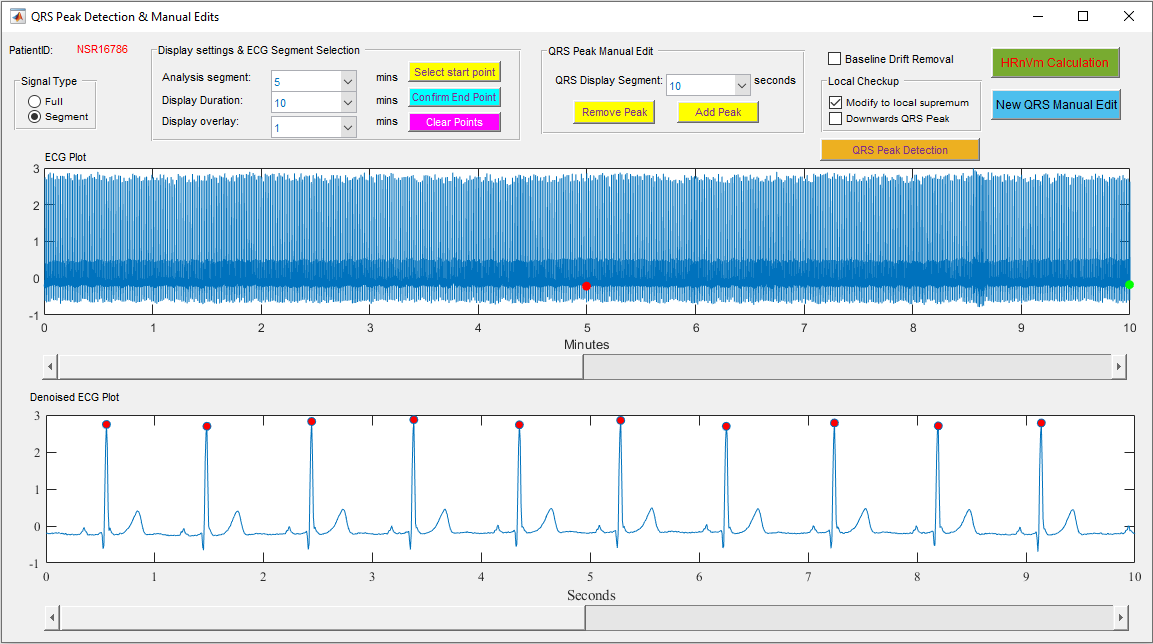 QRS Peak Detection & Manual Edits
PatientID: NSR16786
Signal Type
Full
Segment
Display settings & ECG Segment Selection
Analysis segment: 5 mins Select start point
Display Duration: 10 mins Confirm End Point
Display overlay: 1 mins Clear Points
QRS Peak Manual Edit
QRS Display Segment: 10 seconds
Remove Peak Add Peak
Baseline Drift Removal
Local Checkup
Modify to local supremum
Downwards QRS Peak
QRS Peak Detection
HRnVm Calculation
New QRS Manual Edit
ECG Plot
3
2
1
0
-1
0 1 2 3 4 5 6 7 8 9 10
Minutes
Denoised ECG Plot
3
2
1
0
-1
0 1 2 3 4 5 6 7 8 9 10
Seconds